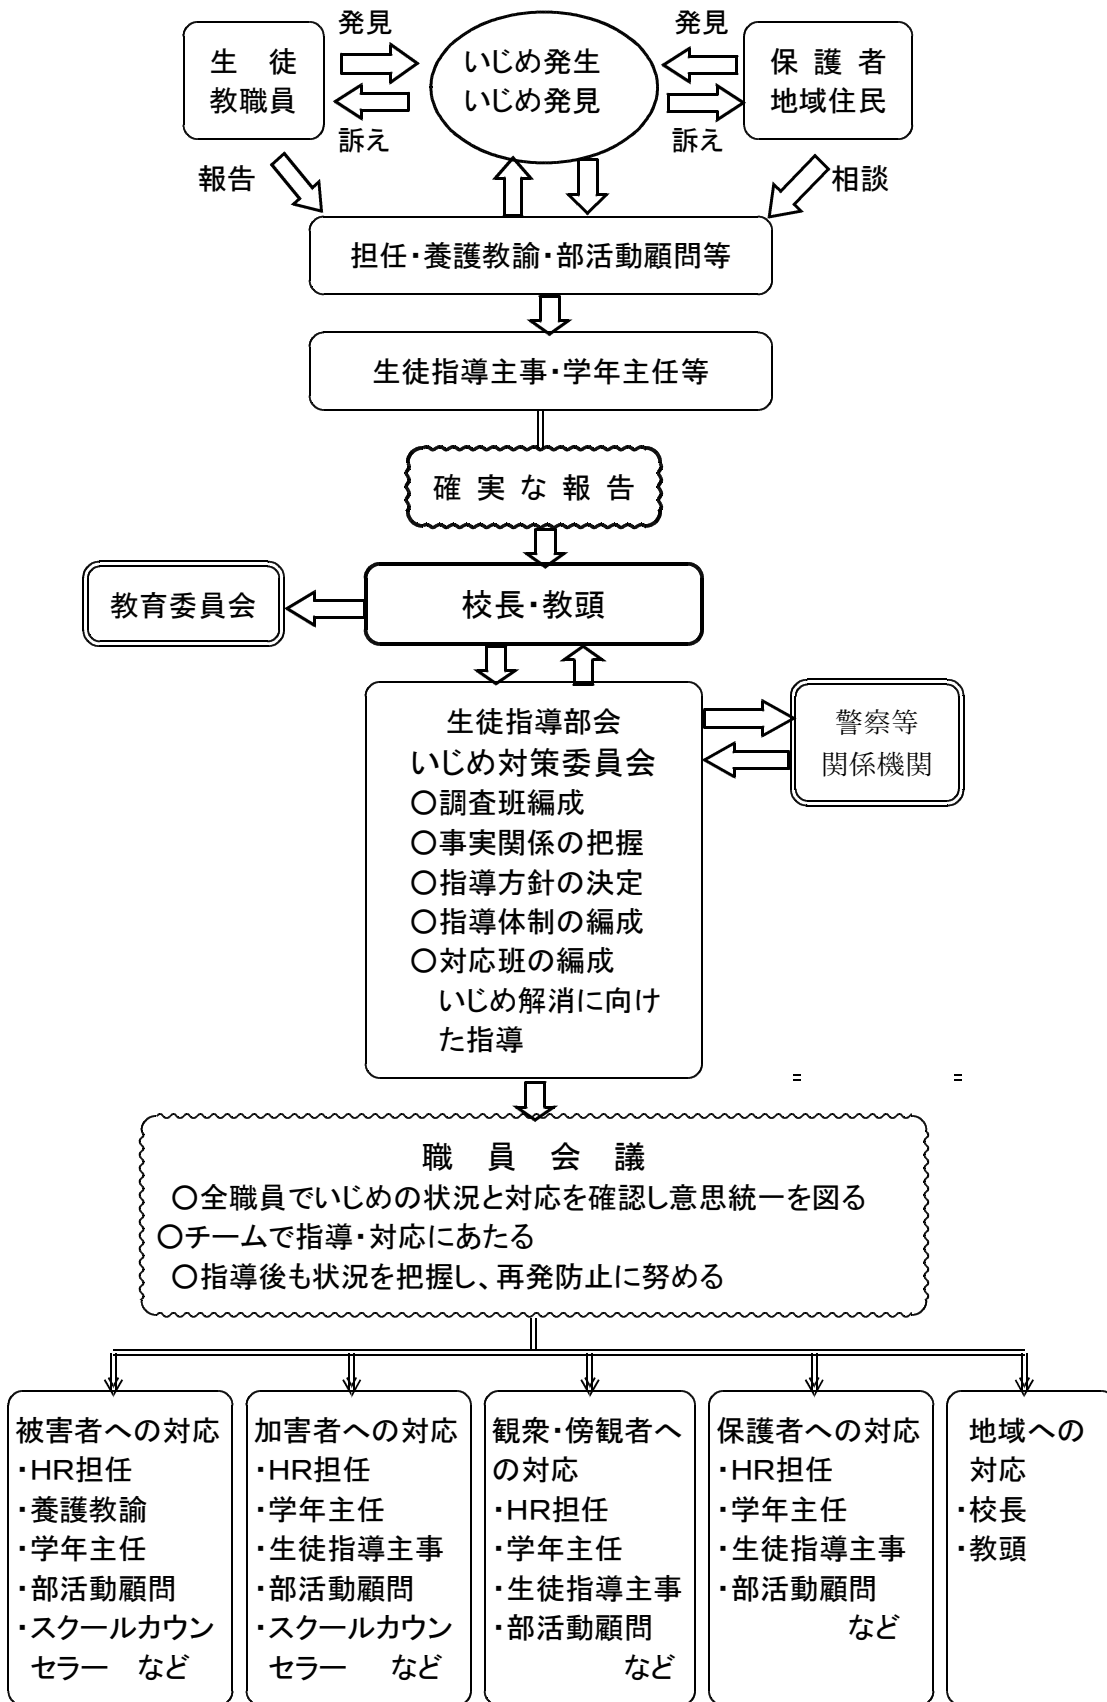 発見
発見
生　徒
教職員
いじめ発生
いじめ発見
保 護 者
地域住民
訴え
訴え
報告
相談
担任・養護教諭・部活動顧問等
生徒指導主事・学年主任等
確 実 な 報 告
教育委員会
校長・教頭
生徒指導部会
いじめ対策委員会
○調査班編成
○事実関係の把握
○指導方針の決定
○指導体制の編成
○対応班の編成
いじめ解消に向け
た指導
警察等
関係機関
職　員　会　議
○全職員でいじめの状況と対応を確認し意思統一を図る
○チームで指導・対応にあたる
○指導後も状況を把握し、再発防止に努める
被害者への対応
・HR担任
・養護教諭
・学年主任
・部活動顧問
・スクールカウン
セラー　など
加害者への対応
・HR担任
・学年主任
・生徒指導主事
・部活動顧問
・スクールカウン
セラー　など
観衆・傍観者へ
の対応
・HR担任
・学年主任
・生徒指導主事
・部活動顧問
など
保護者への対応
・HR担任
・学年主任
・生徒指導主事
・部活動顧問
など
地域への
対応
・校長
・教頭